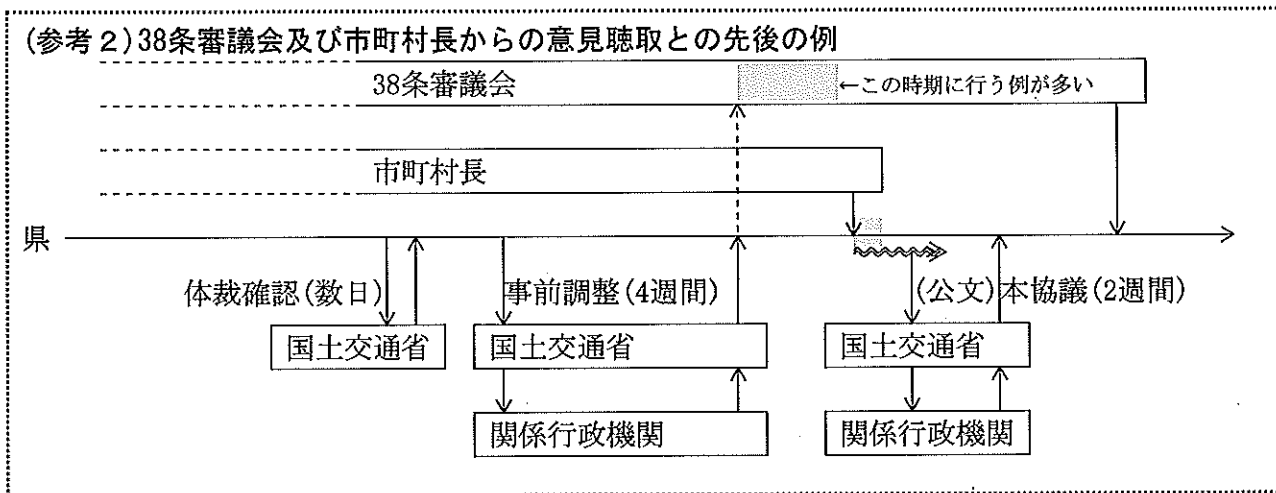 (参考2)38条審議会及び市町村長からの意見聴取との先後の例
38条審議会
←この時期に行う例が多い
市町村長
県
体裁確認(数日)
事前調整(4週間)
(公文)本協議(2週間)
国土交通省
国土交通省
国土交通省
関係行政機関
関係行政機関